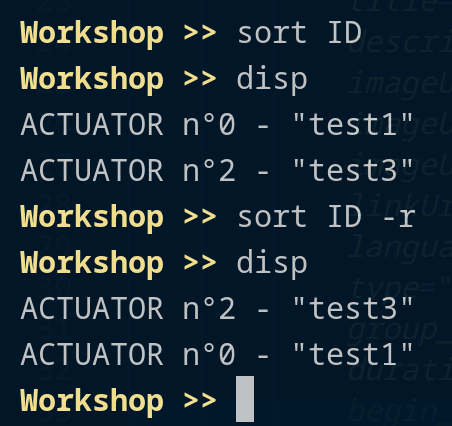 Workshop >> sort ID
Workshop >> disp
ACTUATOR n°0 - "test1"
ACTUATOR n°2 - "test3"
Workshop >> sort ID -r
Workshop >> disp
ACTUATOR n°2 - "test3"
ACTUATOR n°0 - "test1"
Workshop >>